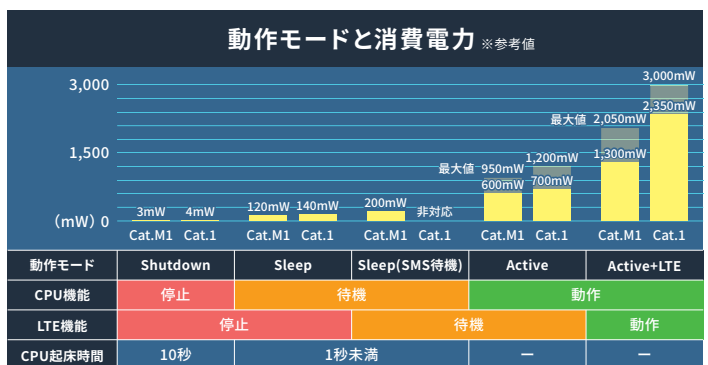 動作モードと消費電力 ※参考値
3,000
1,500
(mW) 0
3mW 4mW
120mW 140mW
200mW 非対応
最大値 950mW 1,200mW
600mW 700mW
最大値 2,050mW 3,000mW
1,300mW 2,350mW
Cat.M1 Cat.1 Cat.M1 Cat.1 Cat.M1 Cat.1 Cat.M1 Cat.1 Cat.M1 Cat.1
動作モード Shutdown Sleep Sleep(SMS待機) Active Active+LTE
CPU機能 停止 待機 動作
LTE機能 停止 待機 動作
CPU起床時間 10秒 1秒未満 ー ー